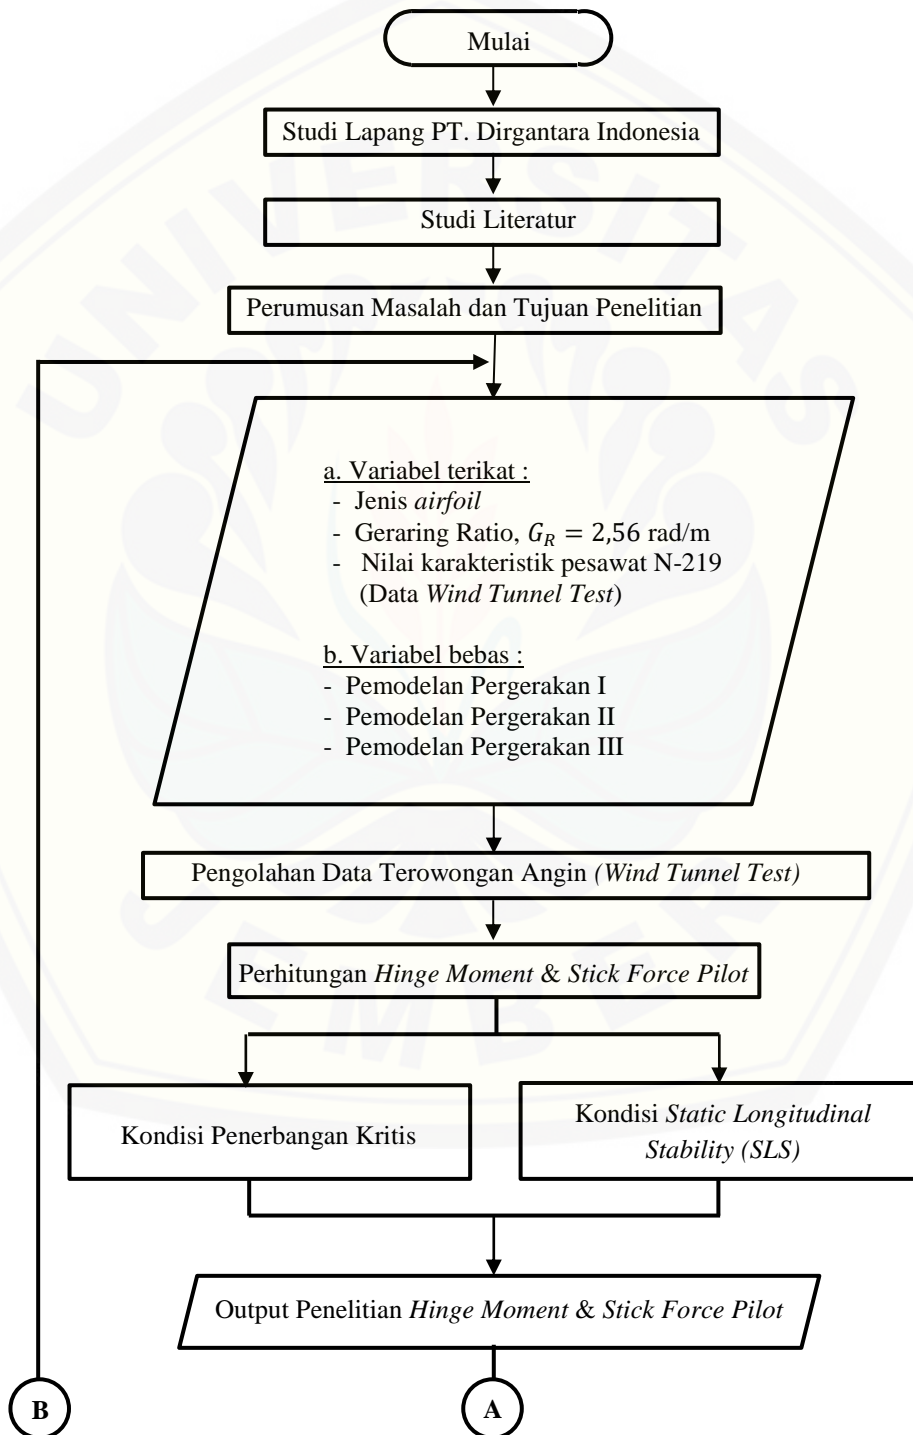 Mulai
Studi Lapang PT. Dirgantara Indonesia
Studi Literatur
Perumusan Masalah dan Tujuan Penelitian
a. Variabel terikat :
- Jenis airfoil
- Geraring Ratio, G_R = 2,56 rad/m
- Nilai karakteristik pesawat N-219
(Data Wind Tunnel Test)
b. Variabel bebas :
- Pemodelan Pergerakan I
- Pemodelan Pergerakan II
- Pemodelan Pergerakan III
Pengolahan Data Terowongan Angin (Wind Tunnel Test)
Perhitungan Hinge Moment & Stick Force Pilot
Kondisi Penerbangan Kritis
Kondisi Static Longitudinal
Stability (SLS)
Output Penelitian Hinge Moment & Stick Force Pilot
B
A
UNIVERSITAS
JEMBER